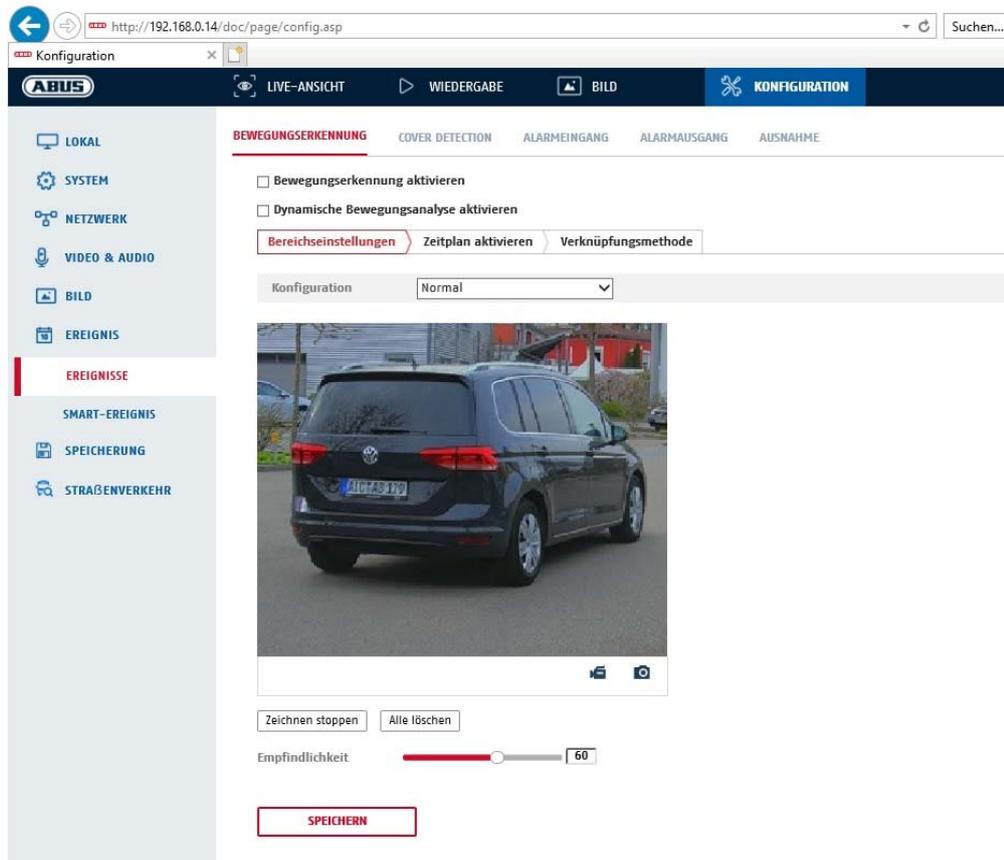 http://192.168.0.14/doc/page/config.asp
Suchen...
Konfiguration
ABUS
LIVE-ANSICHT
WIEDERGABE
BILD
KONFIGURATION
LOKAL
SYSTEM
NETZWERK
VIDEO & AUDIO
BILD
EREIGNIS
EREIGNISSE
SMART-EREIGNIS
SPEICHERUNG
STRAßENVERKEHR
BEWEGUNGSERKENNUNG
COVER DETECTION
ALARMEINGANG
ALARMAUSGANG
AUSNAHME
Bewegungserkennung aktivieren
Dynamische Bewegungsanalyse aktivieren
Bereichseinstellungen
Zeitplan aktivieren
Verknüpfungsmethode
Konfiguration
Normal
AIC AB 129
Zeichnen stoppen
Alle löschen
Empfindlichkeit
60
SPEICHERN